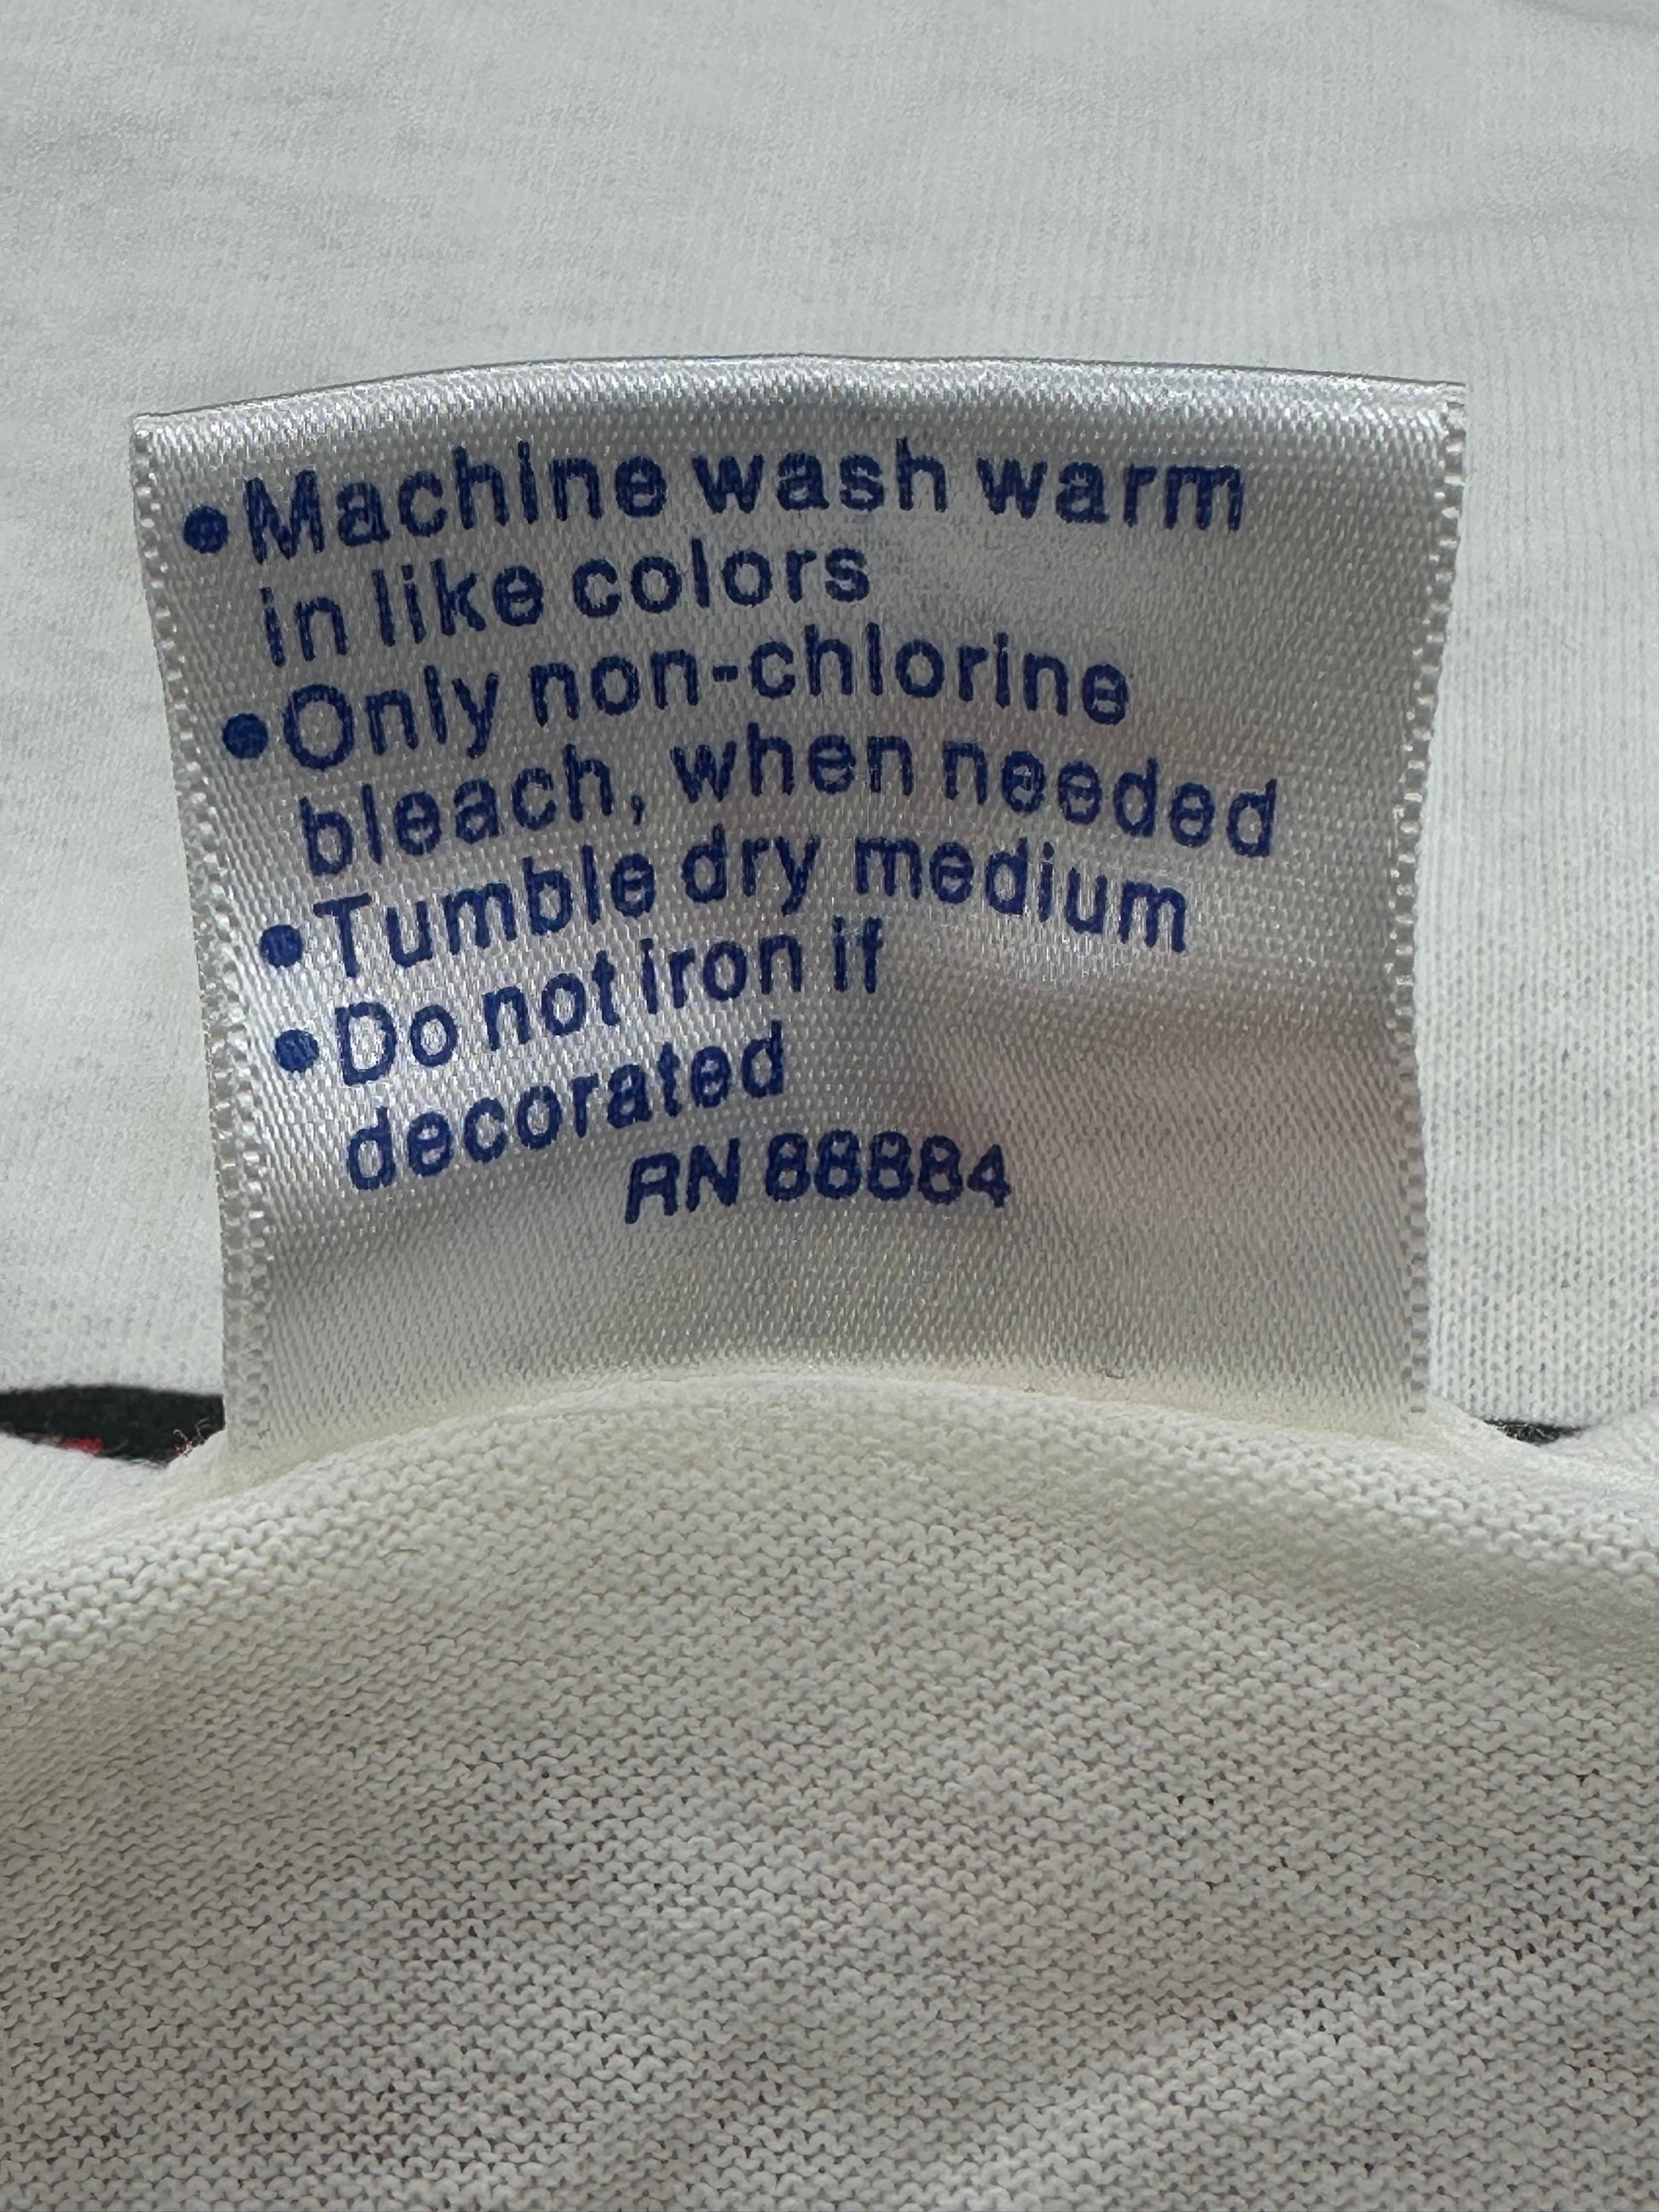 •Machine wash warm
in like colors
•Only non-chlorine
bleach, when needed
•Tumble dry medium
•Do not iron if
decorated
RN 88884